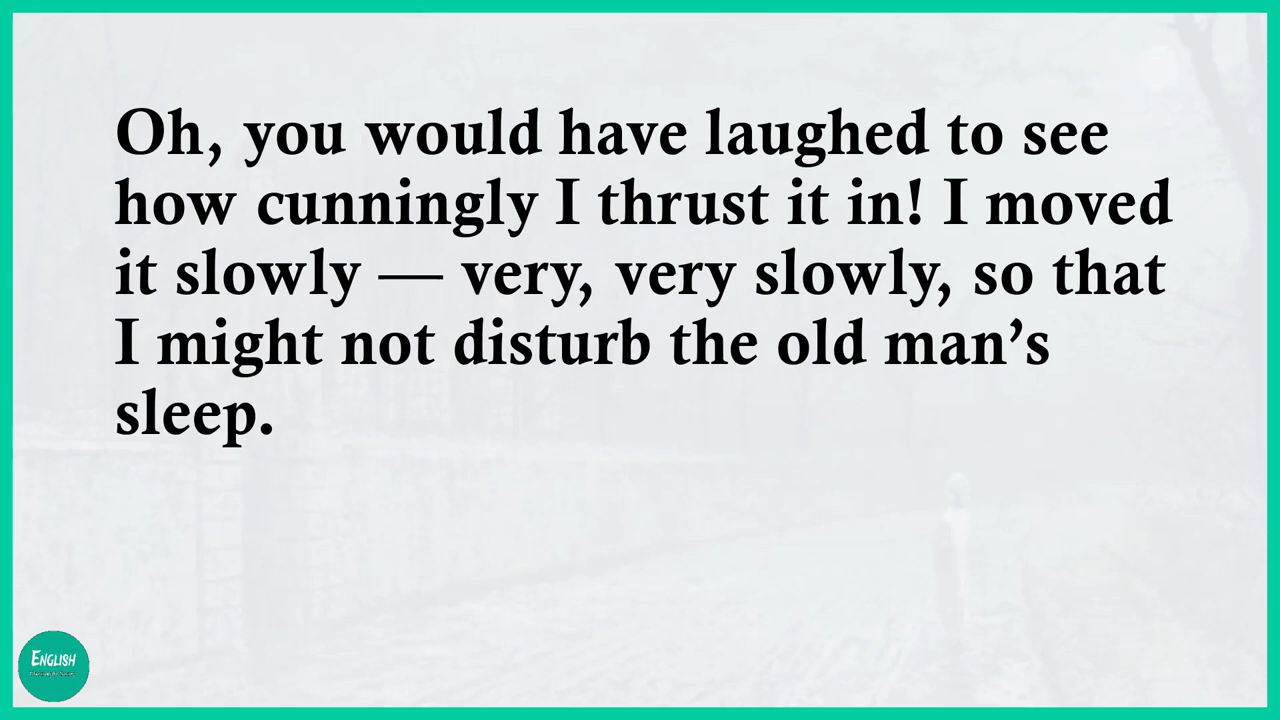 Oh, you would have laughed to see
how cunningly I thrust it in! I moved
it slowly — very, very slowly, so that
I might not disturb the old man’s
sleep.
ENGLISH